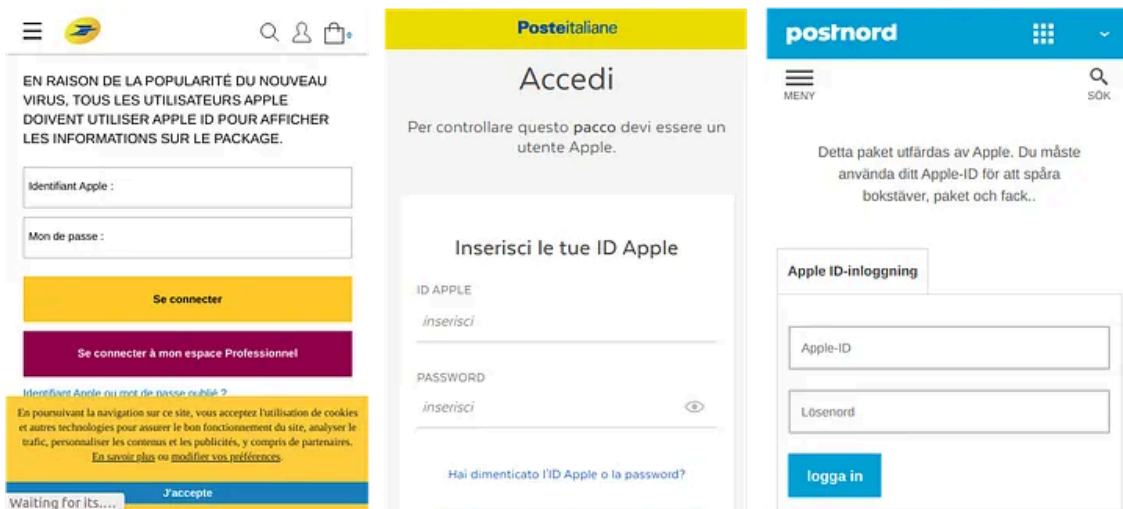 EN RAISON DE LA POPULARITÉ DU NOUVEAU
VIRUS, TOUS LES UTILISATEURS APPLE
DOIVENT UTILISER APPLE ID POUR AFFICHER
LES INFORMATIONS SUR LE PACKAGE.
Identifiant Apple :
Mon de passe :
Se connecter
Se connecter à mon espace Professionnel
Identifiant Apple ou mot de passe oublié ?
En poursuivant la navigation sur ce site, vous acceptez l'utilisation de cookies
et autres technologies pour assurer le bon fonctionnement du site, analyser le
trafic, personnaliser les contenus et les publicités, y compris de partenaires.
En savoir plus ou modifier vos préférences.
J'accepte
Waiting for its....
Posteitaliane
Accedi
Per controllare questo pacco devi essere un
utente Apple.
Inserisci le tue ID Apple
ID APPLE
inserisci
PASSWORD
inserisci
Hai dimenticato l'ID Apple o la password?
postnord
MENY
SÖK
Detta paket utfärdas av Apple. Du måste
använda ditt Apple-ID för att spåra
bokstäver, paket och fack..
Apple ID-inloggning
Apple-ID
Lösenord
logga in